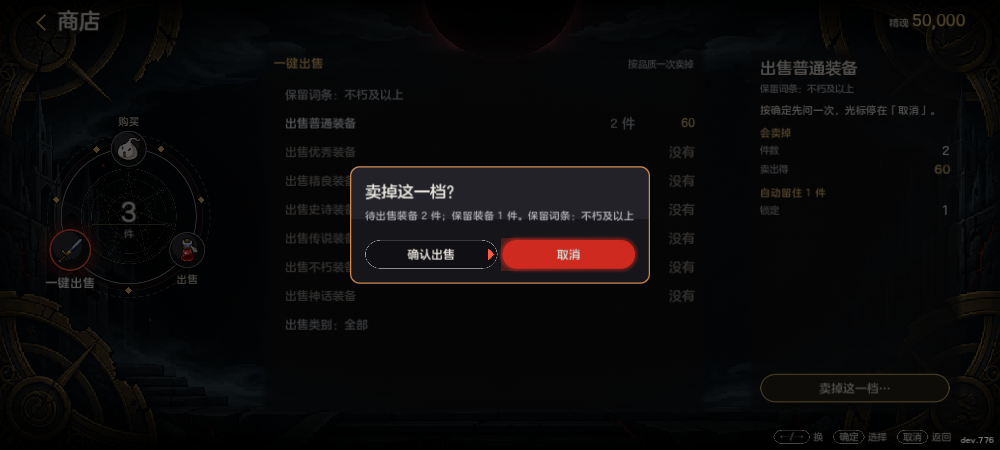 商店
精魂 50,000
购买
3
件
一键出售
出售
一键出售
按品质一次卖掉
保留词条：不朽及以上
出售普通装备 2 件 60
出售优秀装备 没有
出售精良装 没有
出售史诗装 没有
出售传说装 没有
出售不朽装 没有
出售神话装备 没有
出售类别：全部
卖掉这一档？
待出售装备 2 件；保留装备 1 件。保留词条：不朽及以上
确认出售
取消
出售普通装备
保留词条：不朽及以上
按确定先问一次，光标停在「取消」。
会卖掉
件数 2
卖出得 60
自动留住 1 件
锁定 1
卖掉这一档…
←/→ 换 确定 选择 取消 返回
dev.776